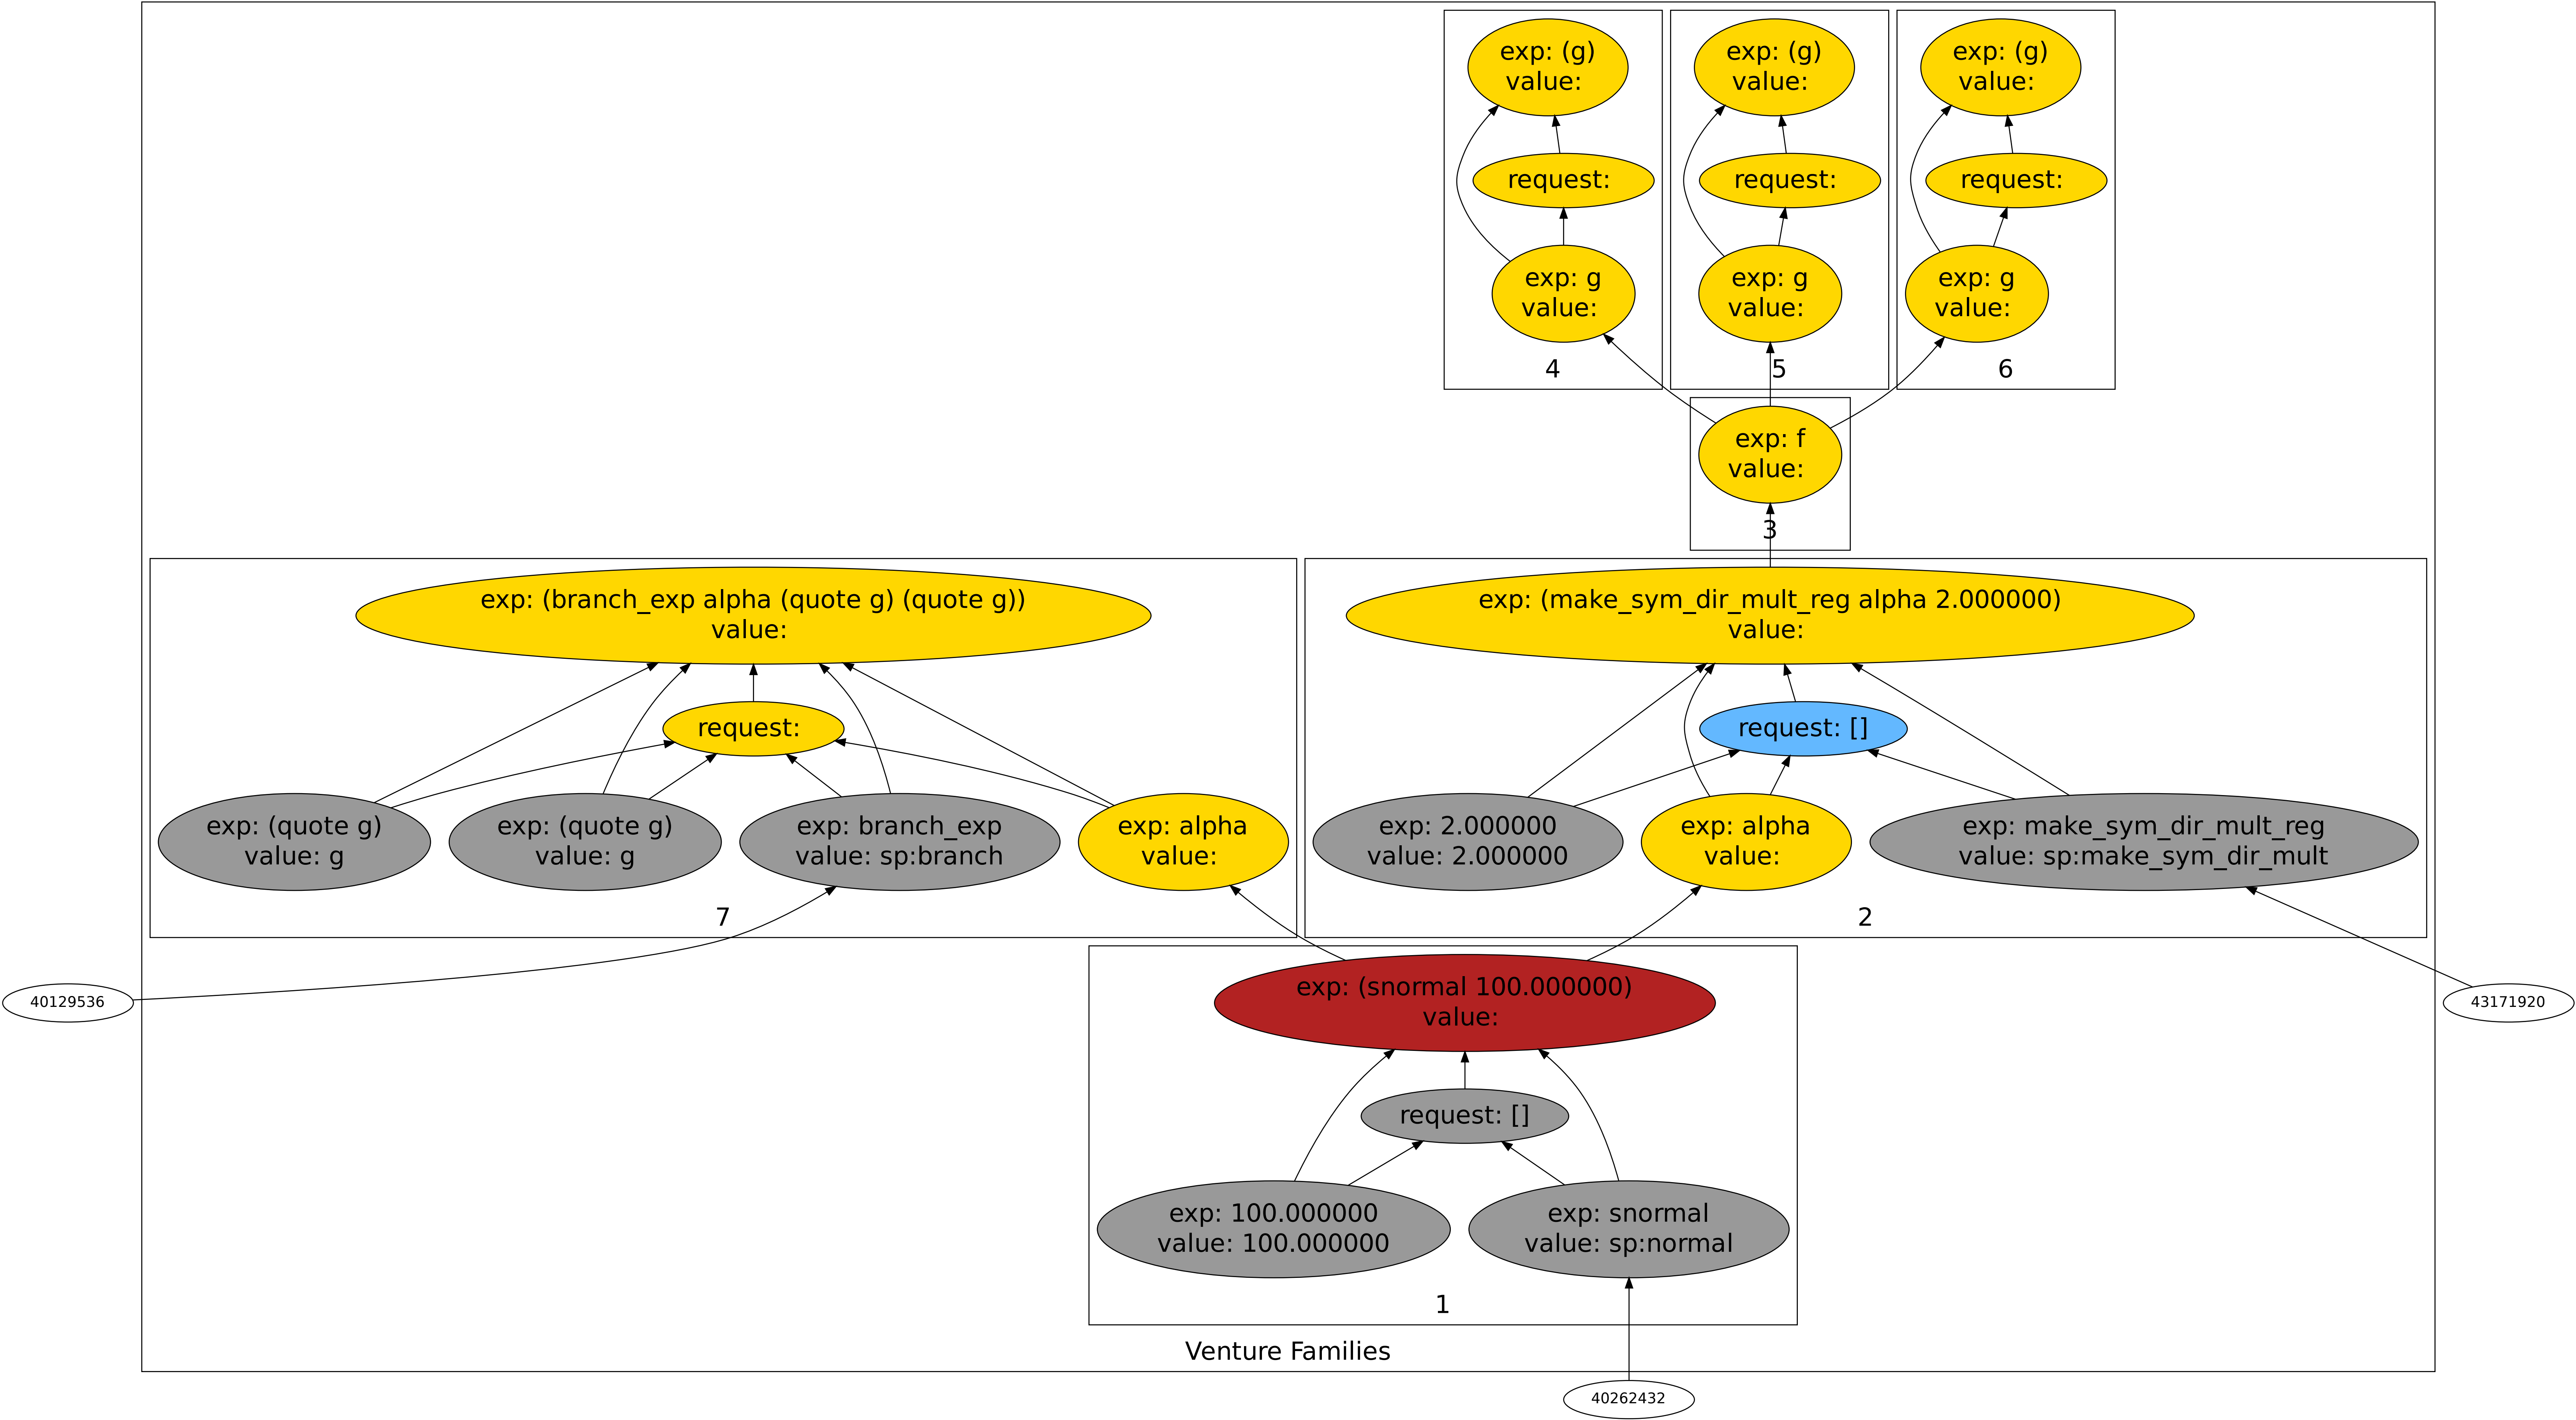 exp: (g)
value:
exp: (g)
value:
exp: (g)
value:
request:
request:
request:
exp: g
value:
exp: g
value:
exp: g
value:
4
5
6
exp: f
value:
3
exp: (branch_exp alpha (quote g) (quote g))
value:
exp: (make_sym_dir_mult_reg alpha 2.000000)
value:
request:
request: []
exp: (quote g)
value: g
exp: (quote g)
value: g
exp: branch_exp
value: sp:branch
exp: alpha
value:
exp: 2.000000
value: 2.000000
exp: alpha
value:
exp: make_sym_dir_mult_reg
value: sp:make_sym_dir_mult
7
2
40129536
exp: (snormal 100.000000)
value:
43171920
request: []
exp: 100.000000
value: 100.000000
exp: snormal
value: sp:normal
1
Venture Families
40262432